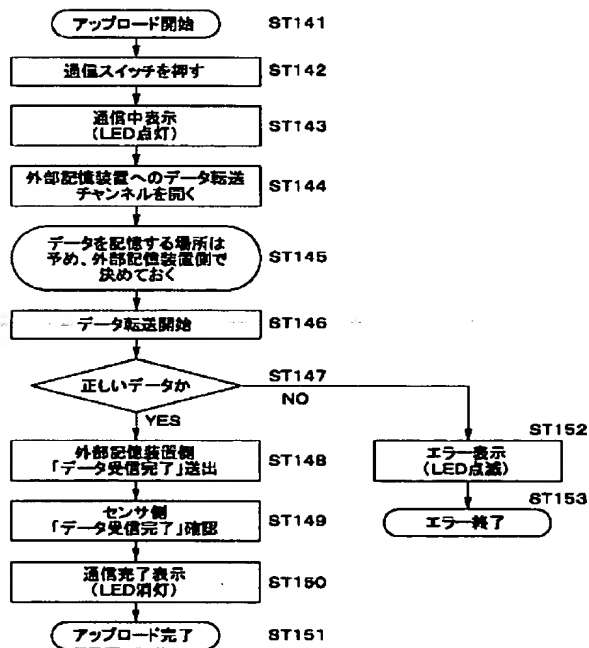 アップロード開始 ST141
通信スイッチを押す ST142
通信中表示
(LED点灯) ST143
外部記憶装置へのデータ転送
チャンネルを開く ST144
データを記憶する場所は
予め、外部記憶装置側で
決めておく ST145
データ転送開始 ST146
正しいデータか ST147
NO
YES
外部記憶装置側
「データ受信完了」送出 ST148
センサ側
「データ受信完了」確認 ST149
通信完了表示
(LED消灯) ST150
アップロード完了 ST151
ST152
エラー表示
(LED点滅)
ST153
エラー終了